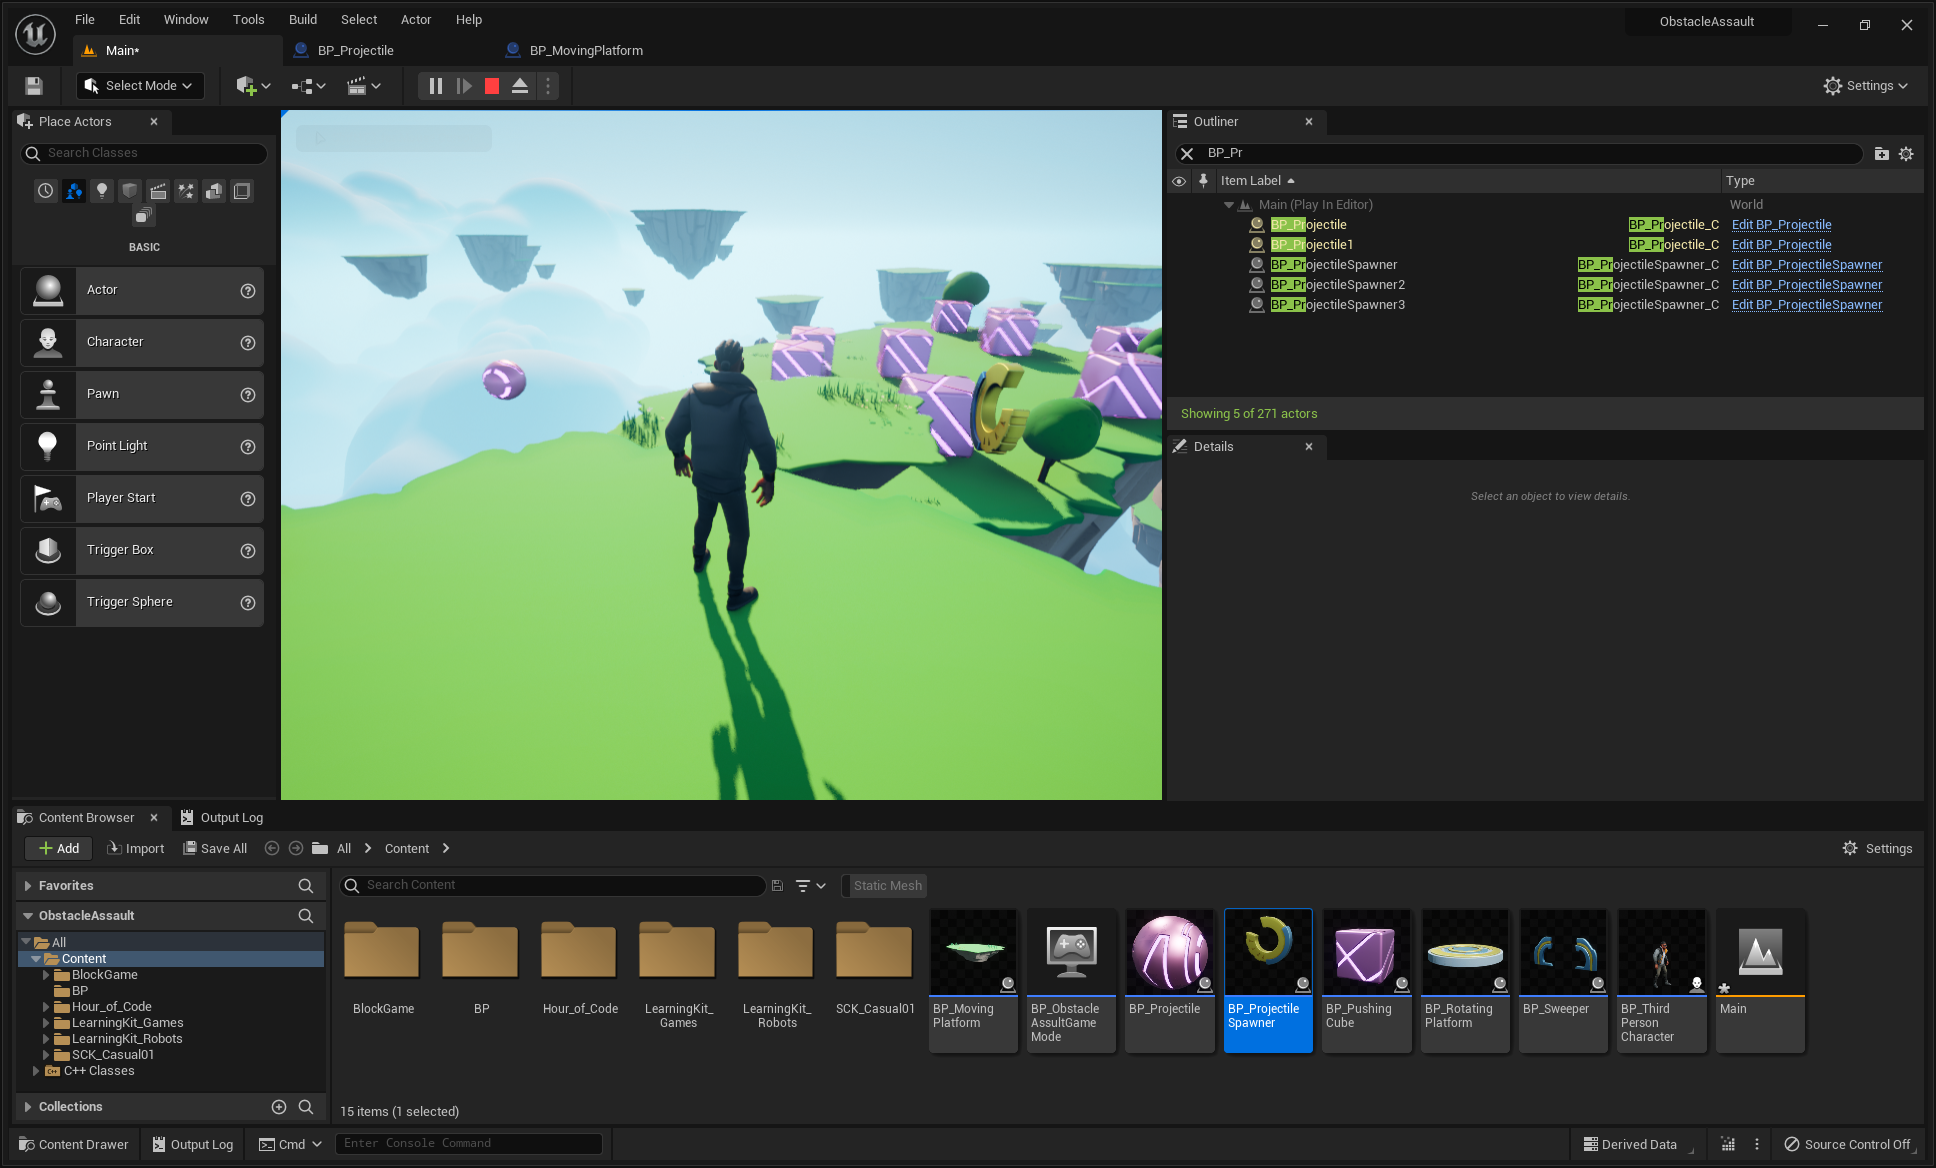 File Edit Window Tools Build Select Actor Help
ObstacleAssault
Main*
BP_Projectile
BP_MovingPlatform
Select Mode
Settings
Place Actors
Search Classes
BASIC
Actor
Character
Pawn
Point Light
Player Start
Trigger Box
Trigger Sphere
Outliner
BP_Pr
Item Label Type
Main (Play In Editor) World
BP_Projectile BP_Projectile_C Edit BP_Projectile
BP_Projectile1 BP_Projectile_C Edit BP_Projectile
BP_ProjectileSpawner BP_ProjectileSpawner_C Edit BP_ProjectileSpawner
BP_ProjectileSpawner2 BP_ProjectileSpawner_C Edit BP_ProjectileSpawner
BP_ProjectileSpawner3 BP_ProjectileSpawner_C Edit BP_ProjectileSpawner
Showing 5 of 271 actors
Details
Select an object to view details.
Content Browser
Output Log
Add Import Save All All Content
Settings
Favorites
ObstacleAssault
All
Content
BlockGame
BP
Hour_of_Code
LearningKit_Games
LearningKit_Robots
SCK_Casual01
C++ Classes
Collections
Search Content
Static Mesh
BlockGame
BP
Hour_of_Code
LearningKit_
Games
LearningKit_
Robots
SCK_Casual01
BP_Moving
Platform
BP_Obstacle
AssultGame
Mode
BP_Projectile
BP_Projectile
Spawner
BP_Pushing
Cube
BP_Rotating
Platform
BP_Sweeper
BP_Third
Person
Character
Main
15 items (1 selected)
Content Drawer
Output Log
Cmd
Enter Console Command
Derived Data
Source Control Off